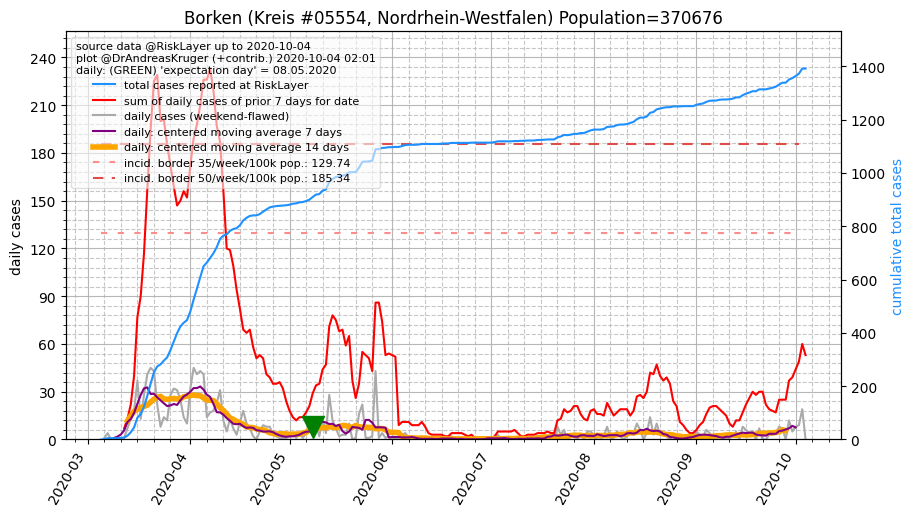 Borken (Kreis #05554, Nordrhein-Westfalen) Population=370676
source data @RiskLayer up to 2020-10-04
plot @DrAndreasKruger (+contrib.) 2020-10-04 02:01
daily: (GREEN) 'expectation day' = 08.05.2020
total cases reported at RiskLayer
sum of daily cases of prior 7 days for date
daily cases (weekend-flawed)
daily: centered moving average 7 days
daily: centered moving average 14 days
incid. border 35/week/100k pop.: 129.74
incid. border 50/week/100k pop.: 185.34
daily cases
240
210
180
150
120
90
60
30
0
cumulative total cases
1400
1200
1000
800
600
400
200
0
2020-03
2020-04
2020-05
2020-06
2020-07
2020-08
2020-09
2020-10